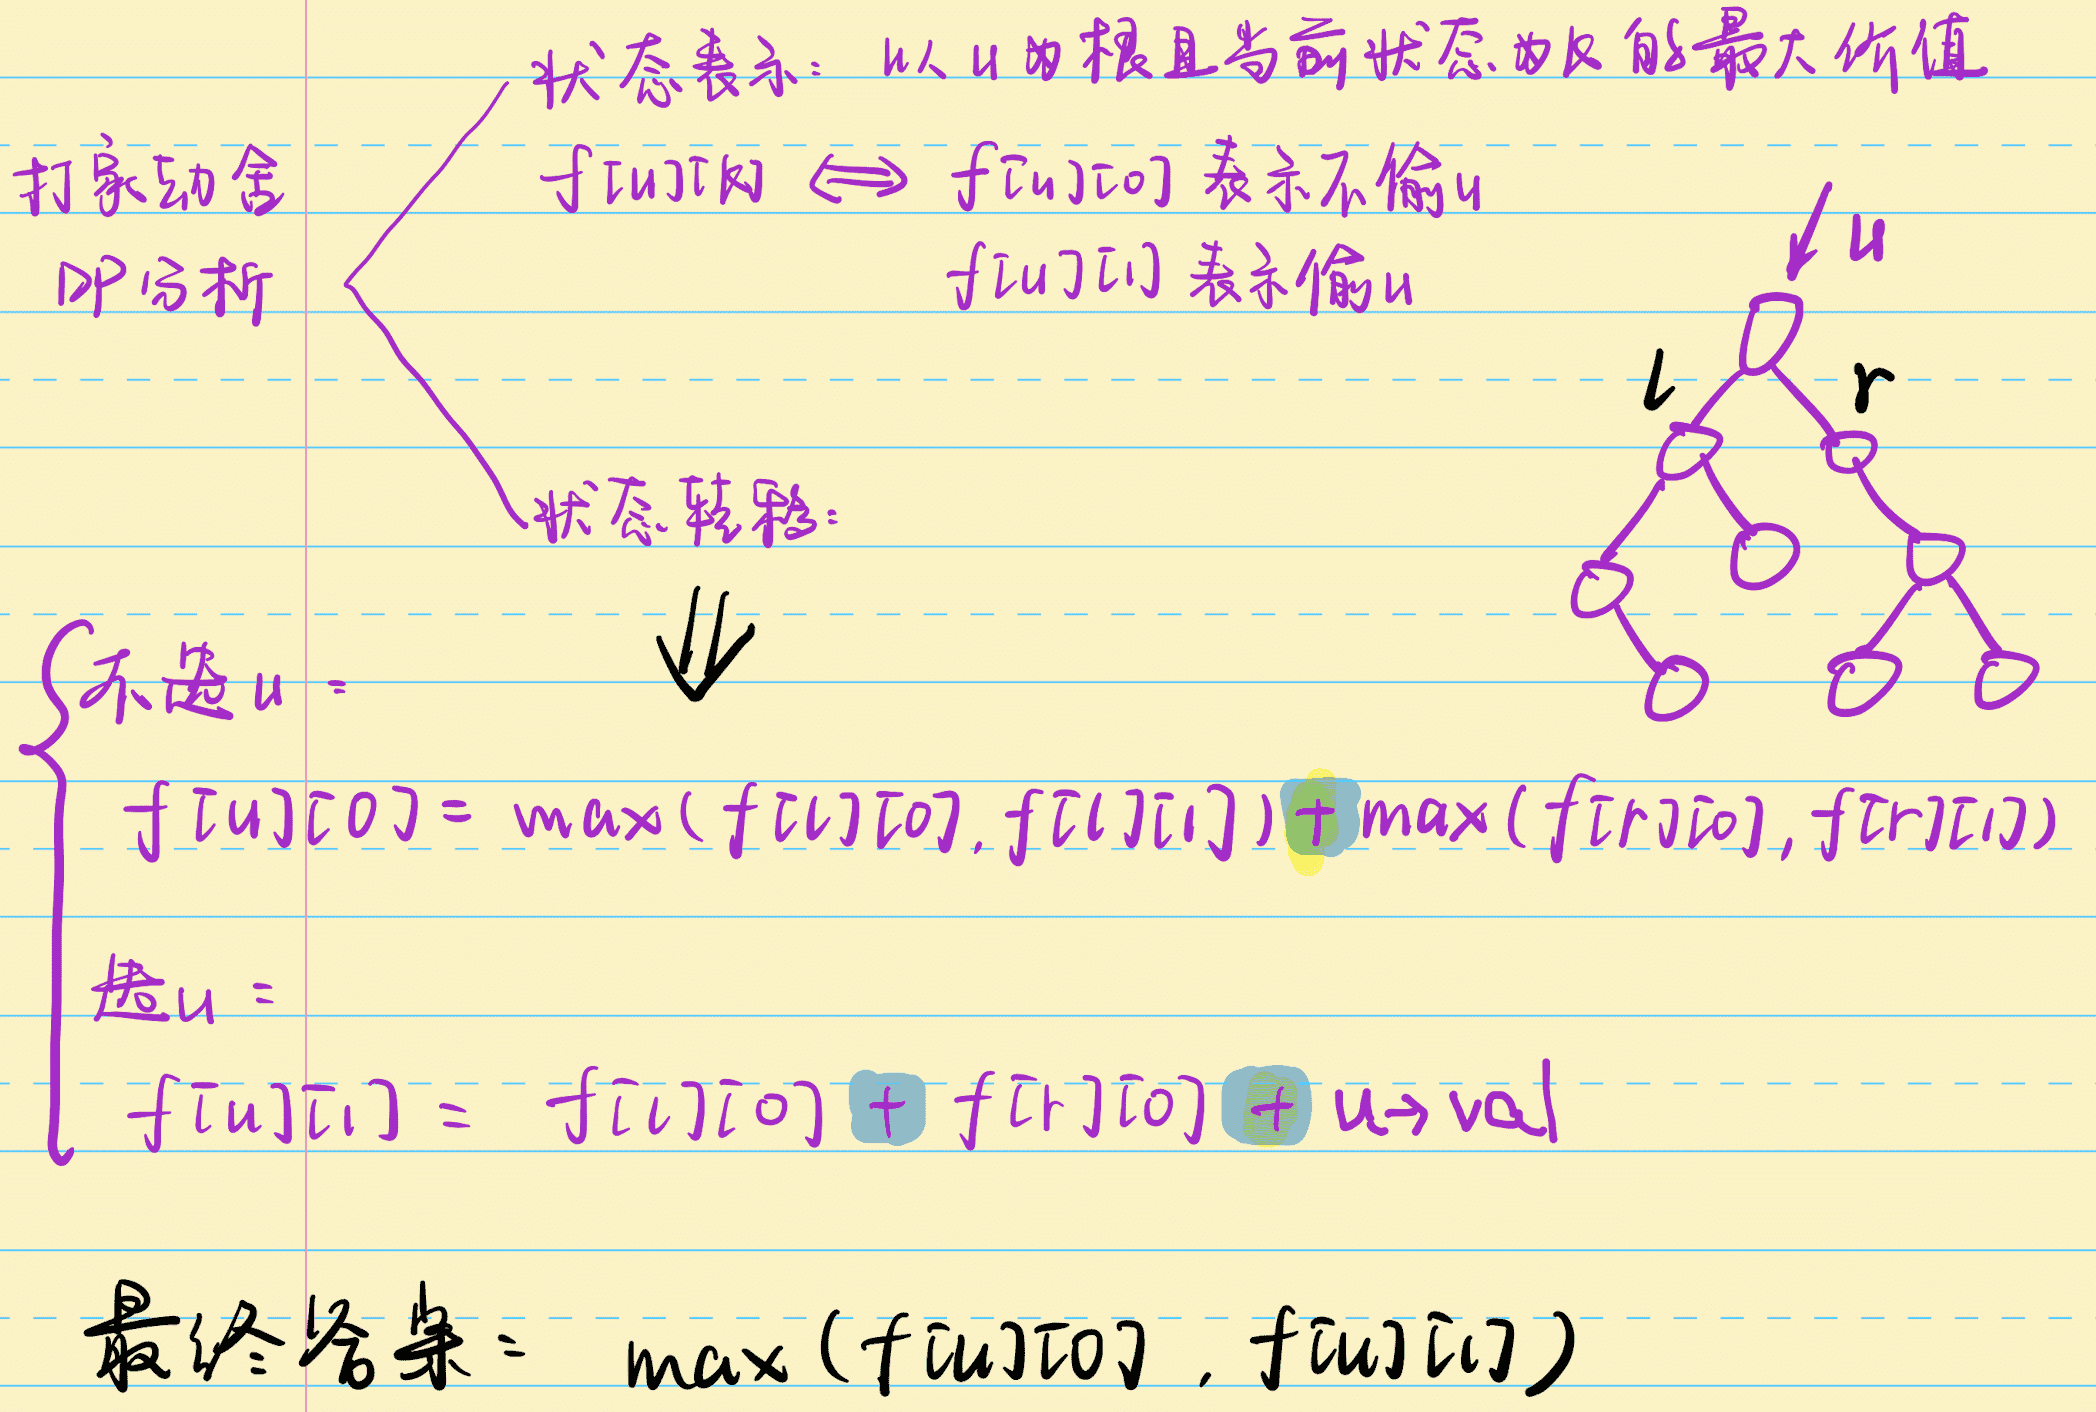 状态表示: 以u为根且当前状态为k的最大价值
打家劫舍
DP分析
f[u][k] ⟺ f[u][0] 表示不偷u
f[u][1] 表示偷u
u
l
r
状态转移:
不选u:
f[u][0] = max(f[l][0], f[l][1]) + max(f[r][0], f[r][1])
选u:
f[u][1] = f[l][0] + f[r][0] + u→val
最终答案: max(f[u][0], f[u][1])